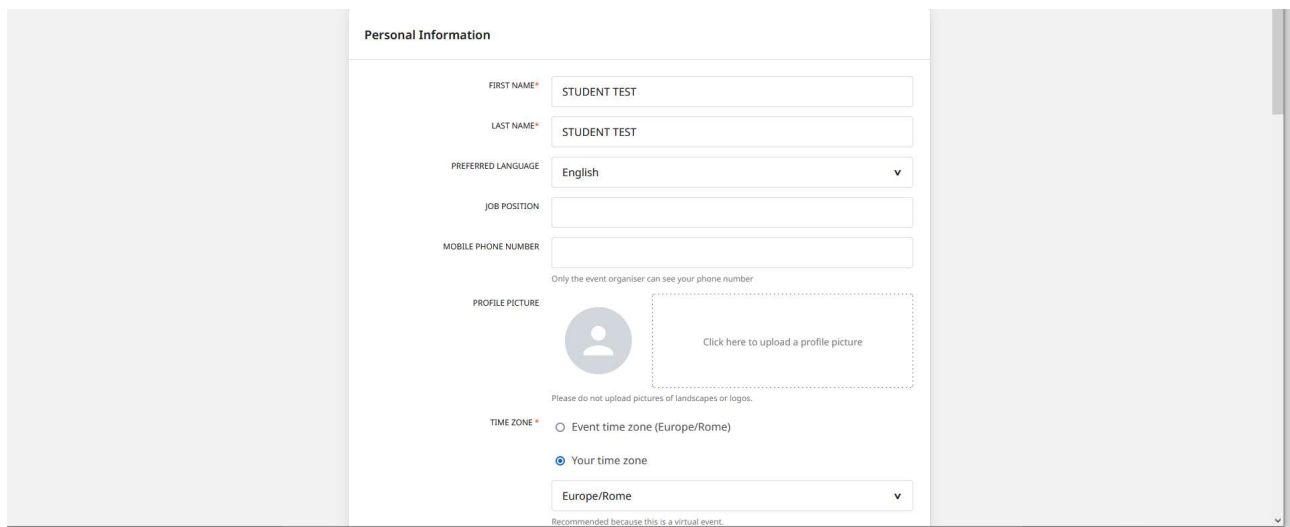 Personal Information
FIRST NAME*
STUDENT TEST
LAST NAME*
STUDENT TEST
PREFERRED LANGUAGE
English
JOB POSITION
MOBILE PHONE NUMBER
Only the event organiser can see your phone number
PROFILE PICTURE
Click here to upload a profile picture
Please do not upload pictures of landscapes or logos.
TIME ZONE *
Event time zone (Europe/Rome)
Your time zone
Europe/Rome
Recommended because this is a virtual event.